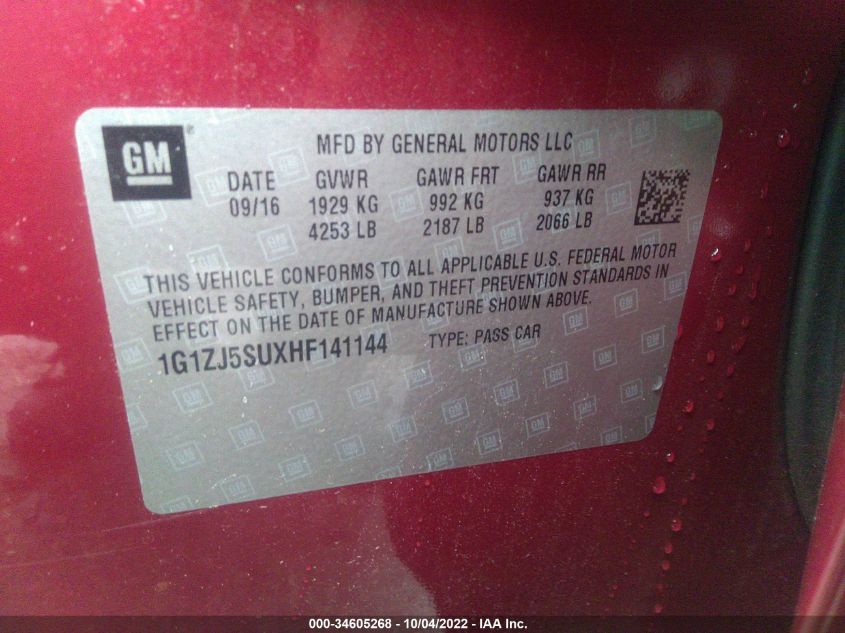 GM ®
MFD BY GENERAL MOTORS LLC
DATE GVWR GAWR FRT GAWR RR
09/16 1929 KG 992 KG 937 KG
4253 LB 2187 LB 2066 LB
THIS VEHICLE CONFORMS TO ALL APPLICABLE U.S. FEDERAL MOTOR
VEHICLE SAFETY, BUMPER, AND THEFT PREVENTION STANDARDS IN
EFFECT ON THE DATE OF MANUFACTURE SHOWN ABOVE.
1G1ZJ5SUXHF141144 TYPE: PASS CAR
000-34605268 - 10/04/2022 - IAA Inc.